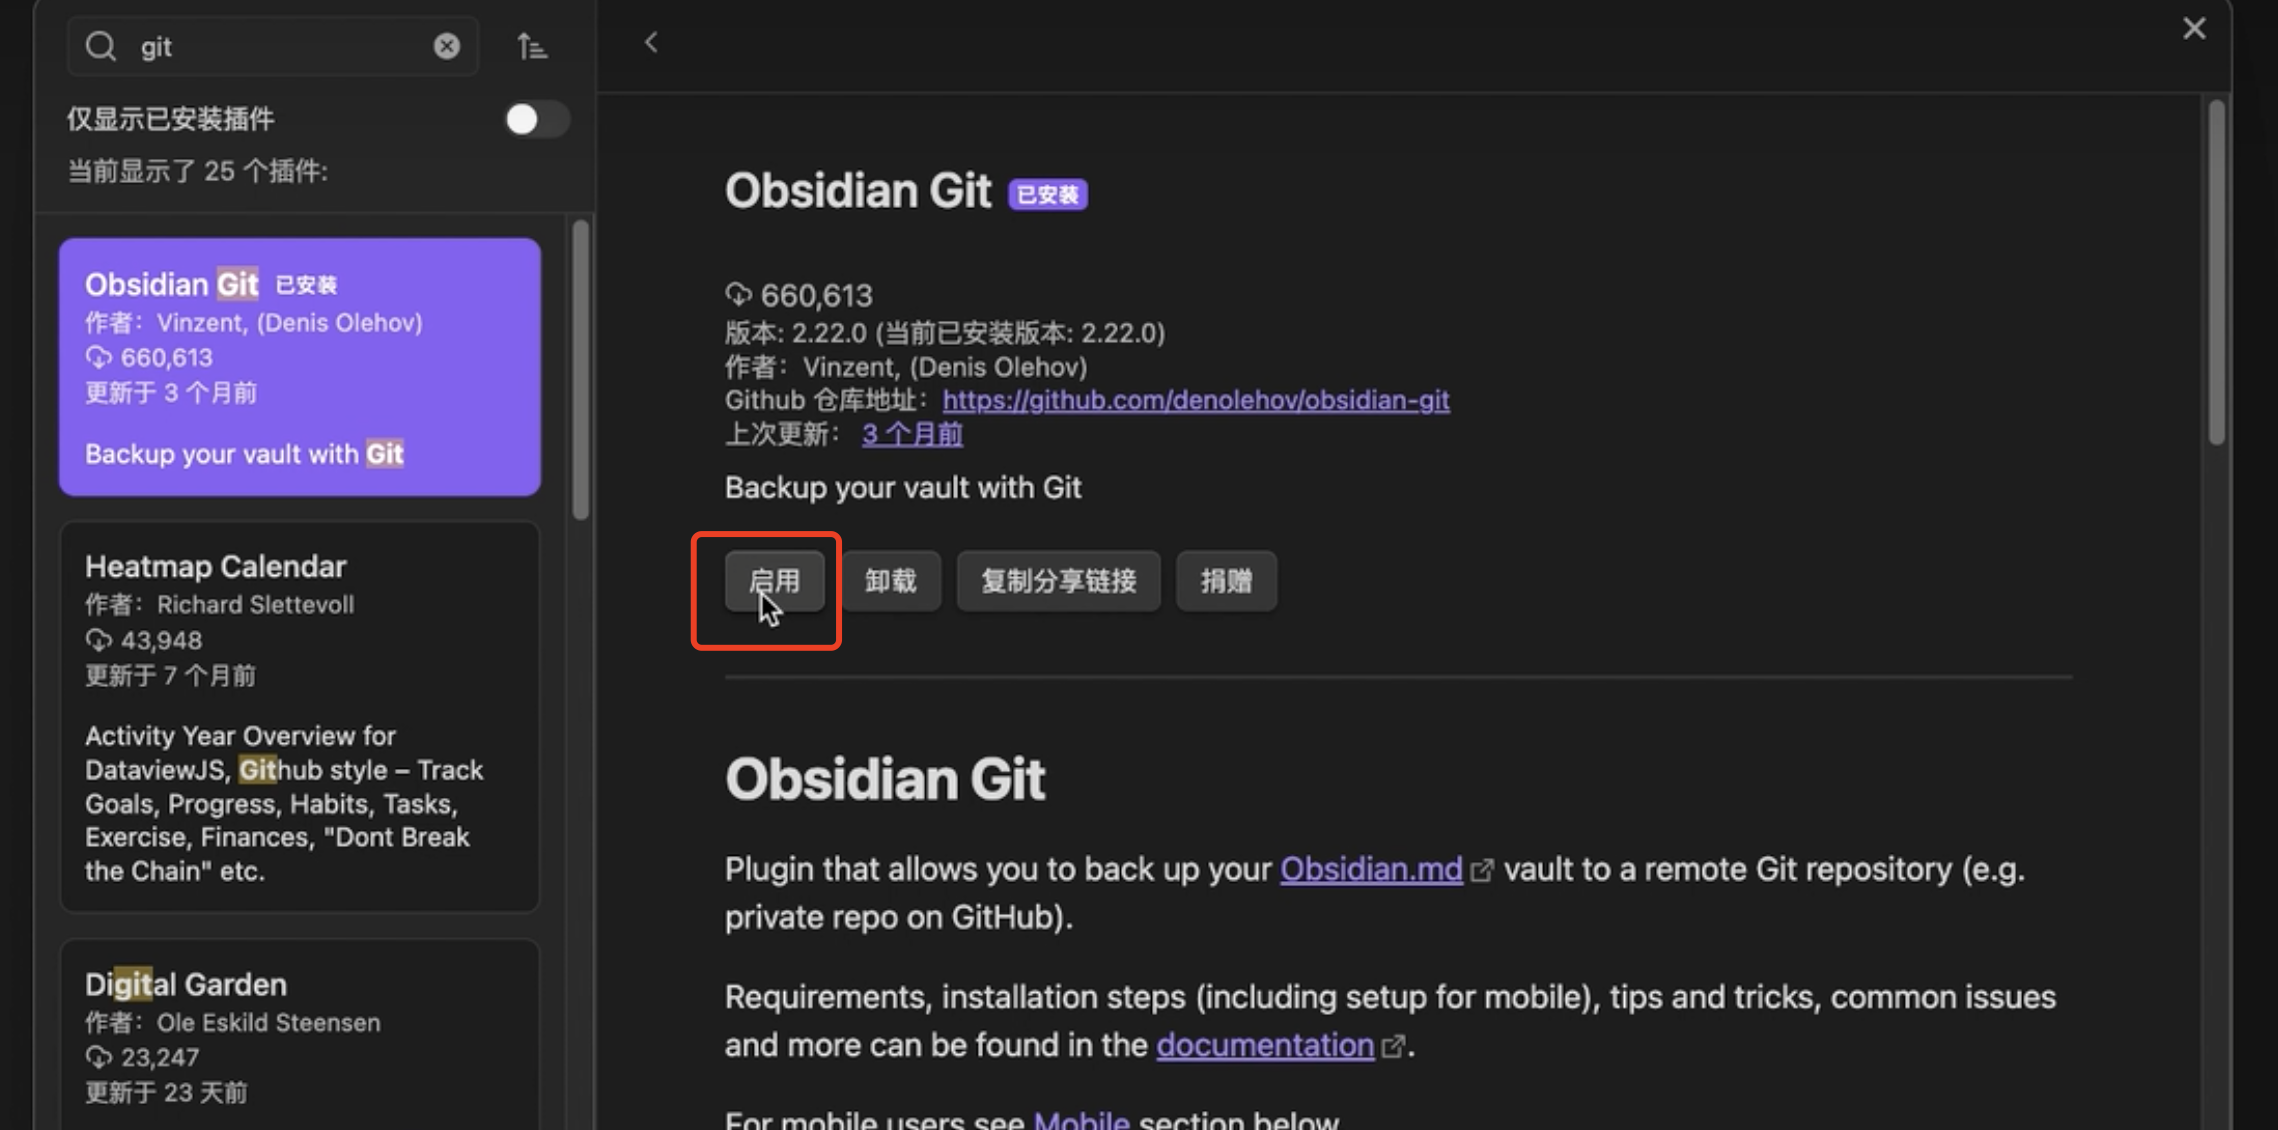 git
仅显示已安装插件
当前显示了 25 个插件:
Obsidian Git 已安装
作者：Vinzent, (Denis Olehov)
660,613
更新于 3 个月前
Backup your vault with Git
Heatmap Calendar
作者：Richard Slettevoll
43,948
更新于 7 个月前
Activity Year Overview for
DataviewJS, Github style – Track
Goals, Progress, Habits, Tasks,
Exercise, Finances, "Dont Break
the Chain" etc.
Digital Garden
作者：Ole Eskild Steensen
23,247
更新于 23 天前
Obsidian Git 已安装
660,613
版本: 2.22.0 (当前已安装版本: 2.22.0)
作者：Vinzent, (Denis Olehov)
Github 仓库地址：https://github.com/denolehov/obsidian-git
上次更新： 3 个月前
Backup your vault with Git
启用 卸载 复制分享链接 捐赠
Obsidian Git
Plugin that allows you to back up your Obsidian.md vault to a remote Git repository (e.g.
private repo on GitHub).
Requirements, installation steps (including setup for mobile), tips and tricks, common issues
and more can be found in the documentation.
For mobile users see Mobile section below